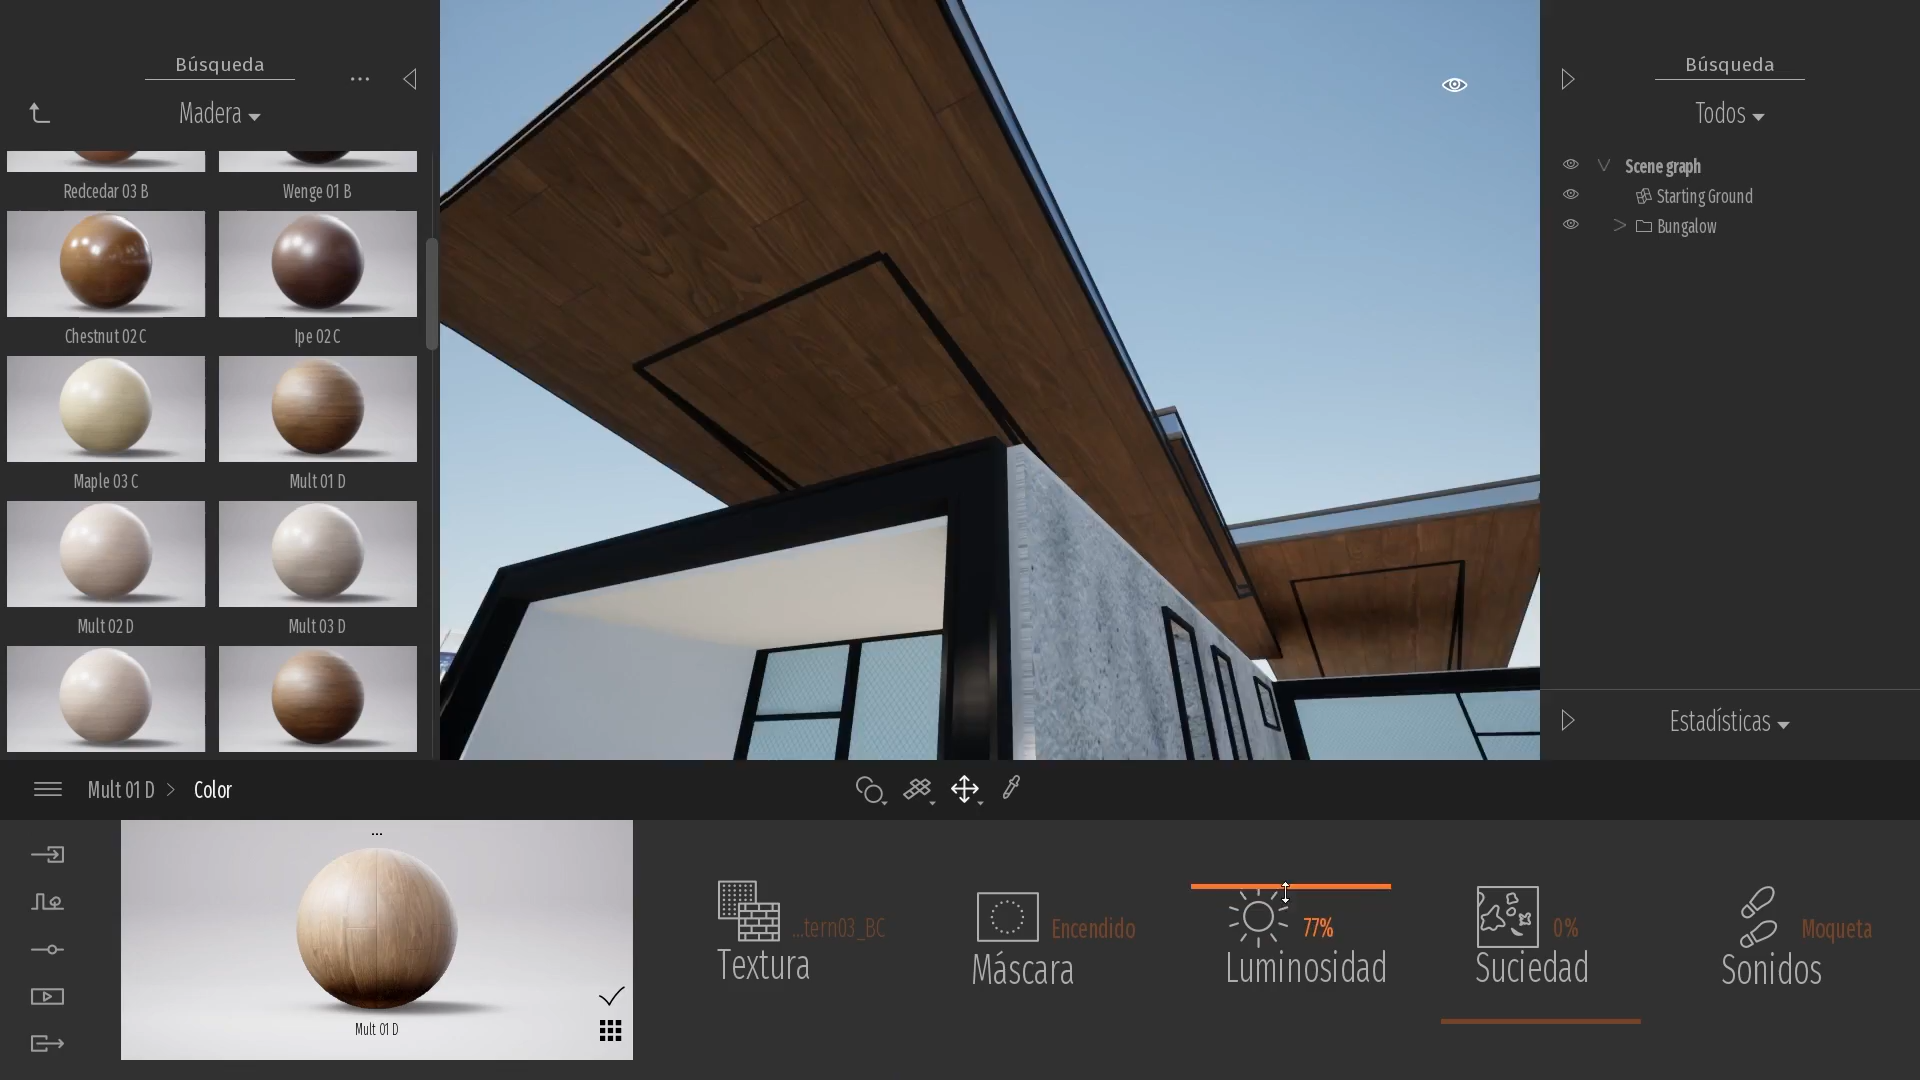 Búsqueda
...
Madera
Redcedar 03 B
Wenge 01 B
Chestnut 02 C
Ipe 02 C
Maple 03 C
Mult 01 D
Mult 02 D
Mult 03 D
Búsqueda
Todos
Scene graph
Starting Ground
Bungalow
Estadísticas
Mult 01 D > Color
...
Mult 01 D
...tern03_BC
Textura
Encendido
Máscara
77%
Luminosidad
0%
Suciedad
Moqueta
Sonidos